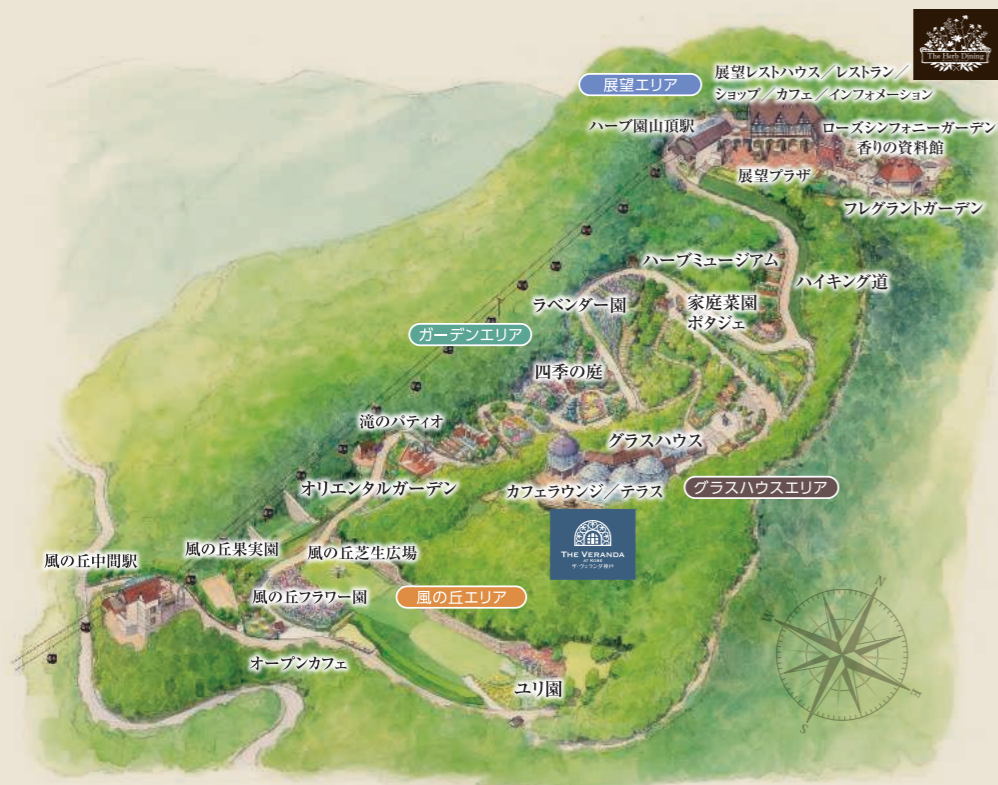 The Herb Dining
展望エリア
展望レストハウス／レストラン／
ショップ／カフェ／インフォメーション
ハーブ園山頂駅
ローズシンフォニーガーデン
香りの資料館
展望プラザ
フレグラントガーデン
ハーブミュージアム
ハイキング道
ラベンダー園
家庭菜園
ポタジェ
ガーデンエリア
四季の庭
滝のパティオ
グラスハウス
オリエンタルガーデン
カフェラウンジ／テラス
グラスハウスエリア
THE VERANDA
AT KOBE
ザ・ヴェランダ神戸
風の丘中間駅
風の丘果実園
風の丘芝生広場
風の丘フラワー園
風の丘エリア
オープンカフェ
ユリ園
N
W
E
S